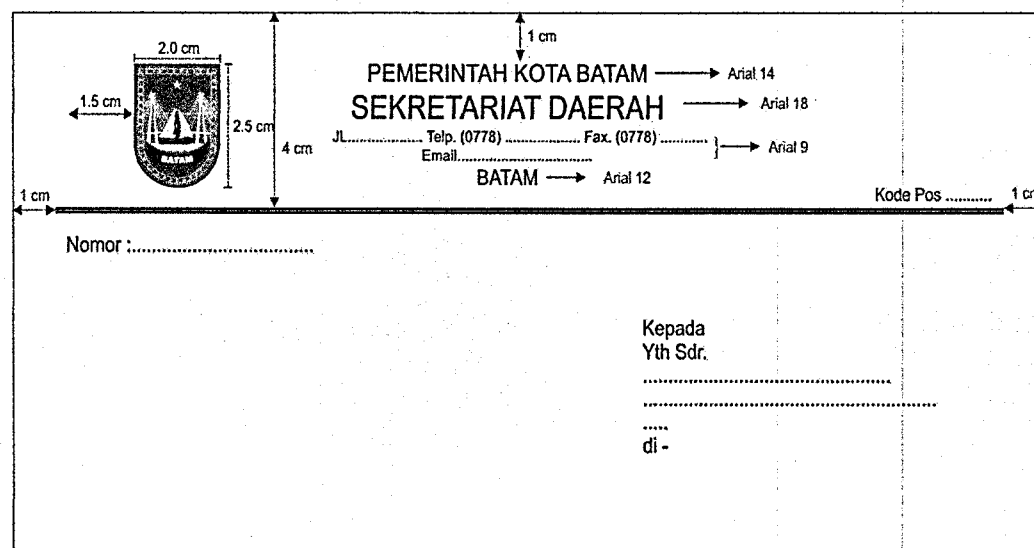 1 cm
2.0 cm
PEMERINTAH KOTA BATAM Arial 14
1.5 cm
SEKRETARIAT DAERAH Arial 18
2.5 cm
4 cm
JL................ Telp. (0778) .................. Fax. (0778) ............
Email................................
Arial 9
BATAM
BATAM Arial 12
1 cm
Kode Pos ...........
1 cm
Nomor :................................
Kepada
Yth Sdr.
............................................
....................................................
.....
di -